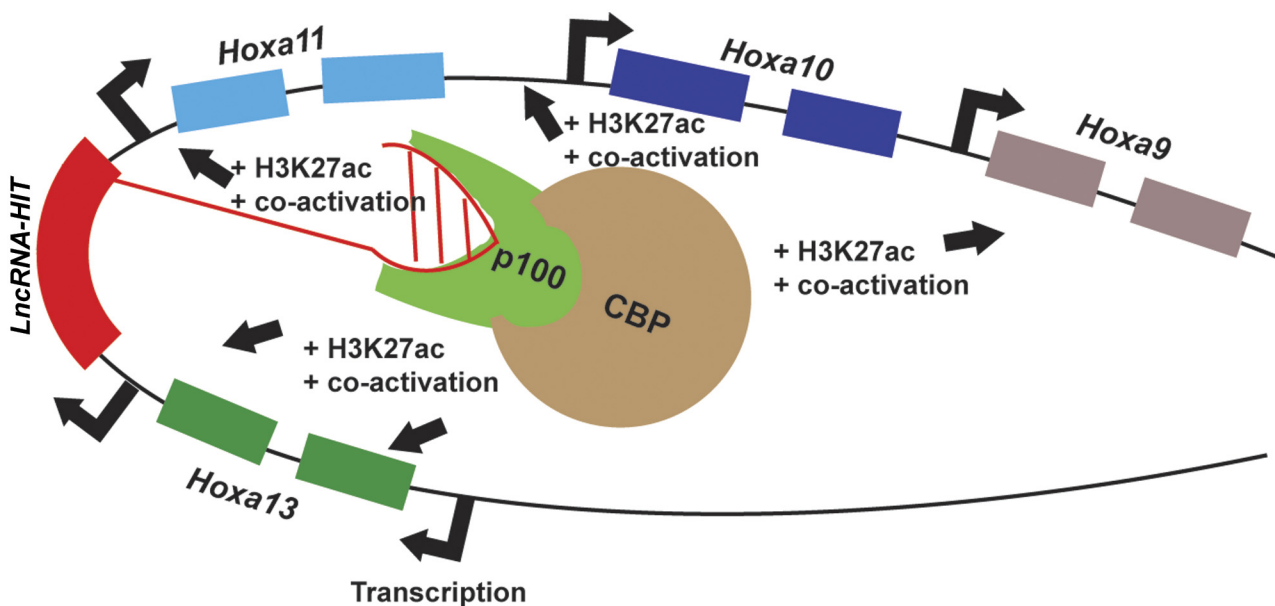 Hoxa11
Hoxa10
Hoxa9
+ H3K27ac
+ co-activation
+ H3K27ac
+ co-activation
LncRNA-HIT
p100
CBP
+ H3K27ac
+ co-activation
+ H3K27ac
+ co-activation
Hoxa13
Transcription